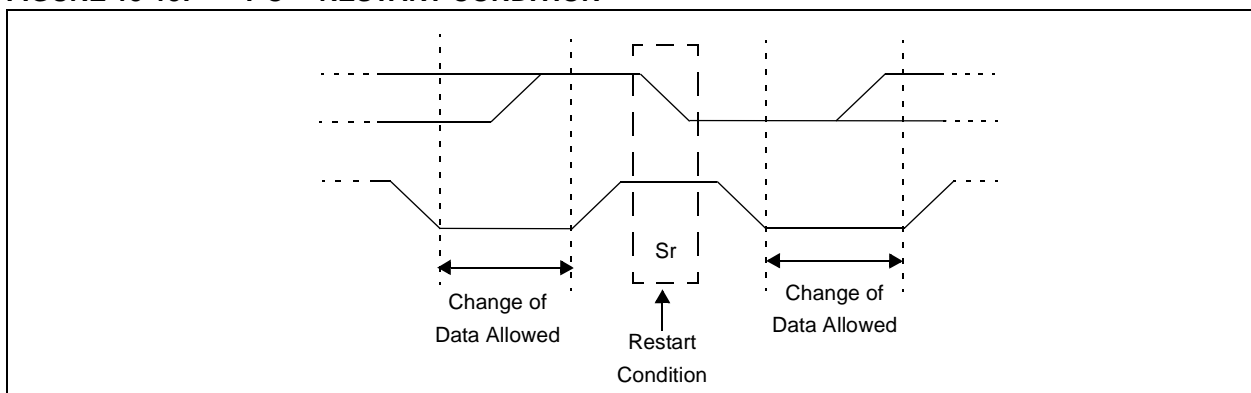 Sr
Change of
Data Allowed
Restart
Condition
Change of
Data Allowed